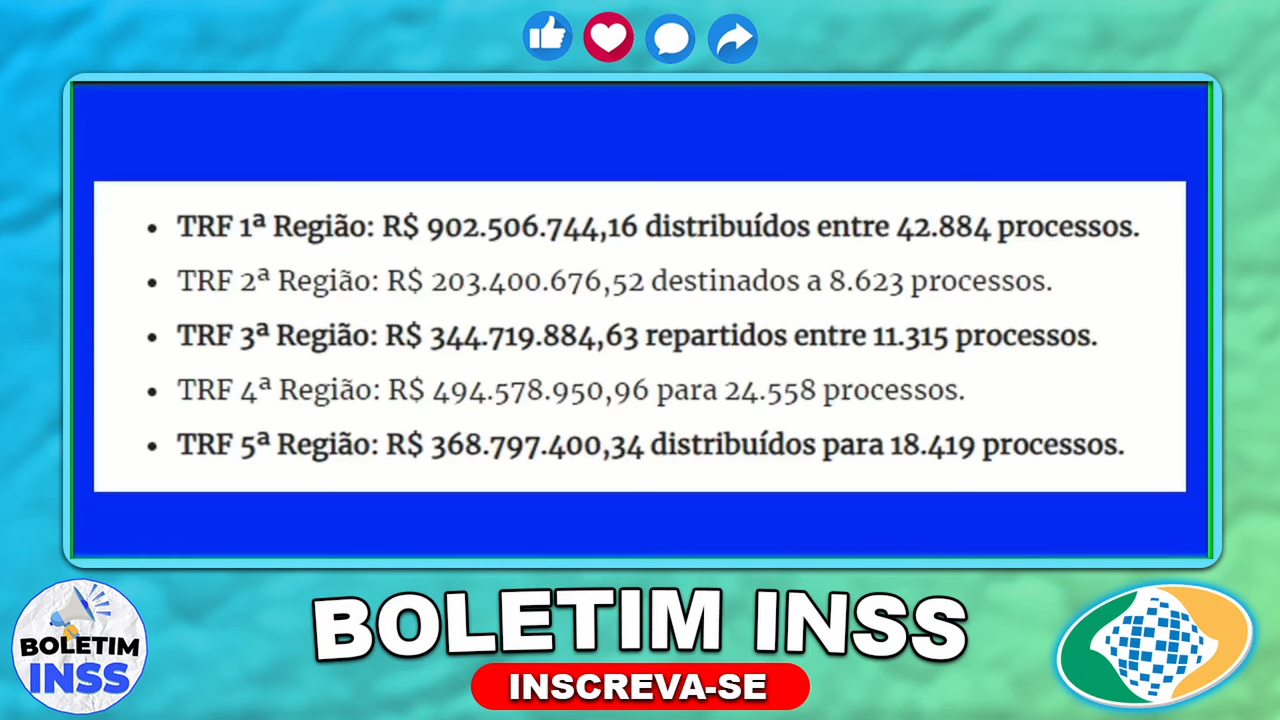 • TRF 1ª Região: R$ 902.506.744,16 distribuídos entre 42.884 processos.
• TRF 2ª Região: R$ 203.400.676,52 destinados a 8.623 processos.
• TRF 3ª Região: R$ 344.719.884,63 repartidos entre 11.315 processos.
• TRF 4ª Região: R$ 494.578.950,96 para 24.558 processos.
• TRF 5ª Região: R$ 368.797.400,34 distribuídos para 18.419 processos.
BOLETIM
INSS
BOLETIM INSS
INSCREVA-SE